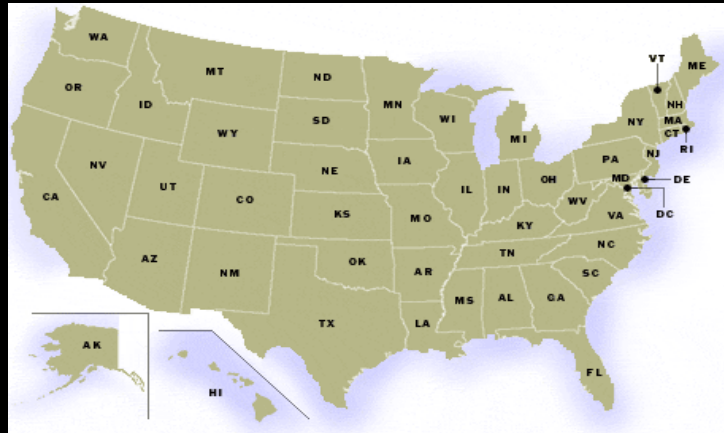 WA
ME
VT
MT
ND
OR
MN
ID
NH
SD
WI
NY
MA
WY
CT
MI
RI
NJ
IA
PA
NE
NV
OH
MD
DE
UT
IL
IN
CA
CO
WV
KS
DC
MO
VA
KY
NC
TN
AZ
OK
NM
AR
SC
MS
AL
GA
TX
LA
AK
FL
HI